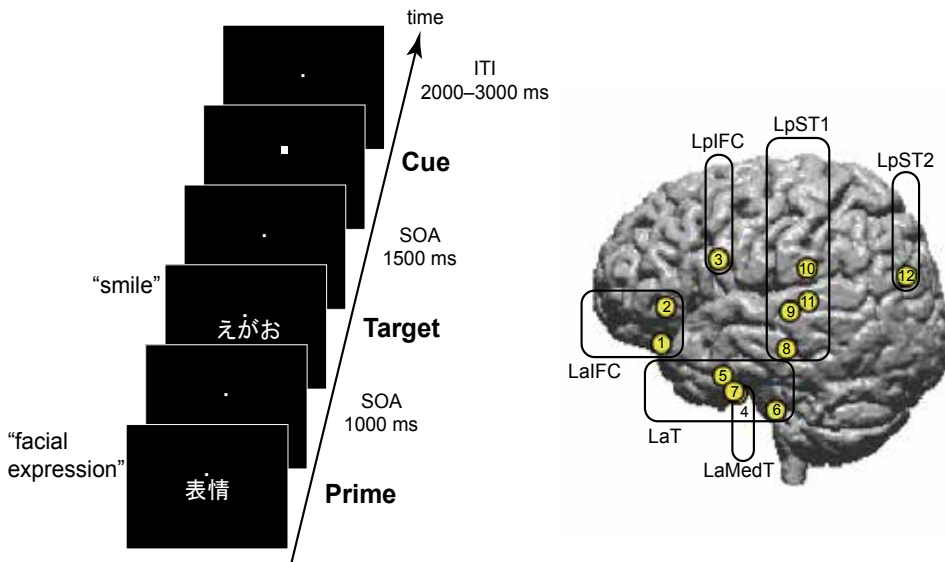 time
ITI
2000–3000 ms
Cue
SOA
1500 ms
“smile”
えがお
Target
SOA
1000 ms
“facial
expression”
表情
Prime
LpIFC
LpST1
LpST2
3
10
12
2
11
9
1
8
LaIFC
5
7
4
6
LaT
LaMedT